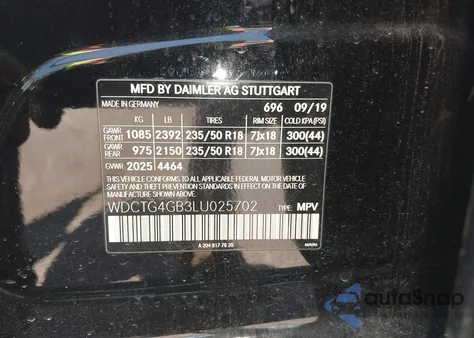 MFD BY DAIMLER AG STUTTGART
MADE IN GERMANY 696 09/19
KG LB TIRES RIM SIZE COLD KPA (PSI)
GAWR FRONT 1085 2392 235/50 R18 7Jx18 300(44)
GAWR REAR 975 2150 235/50 R18 7Jx18 300(44)
GVWR 2025 4464
THIS VEHICLE CONFORMS TO ALL APPLICABLE FEDERAL MOTOR
VEHICLE SAFETY, BUMPER, AND THEFT PREVENTION
STANDARDS IN EFFECT ON THE DATE OF
MANUFACTURE SHOWN ABOVE.
WDCTG4GB3LU025702 TYPE: MPV
A 204 817 78 20
autoSnap